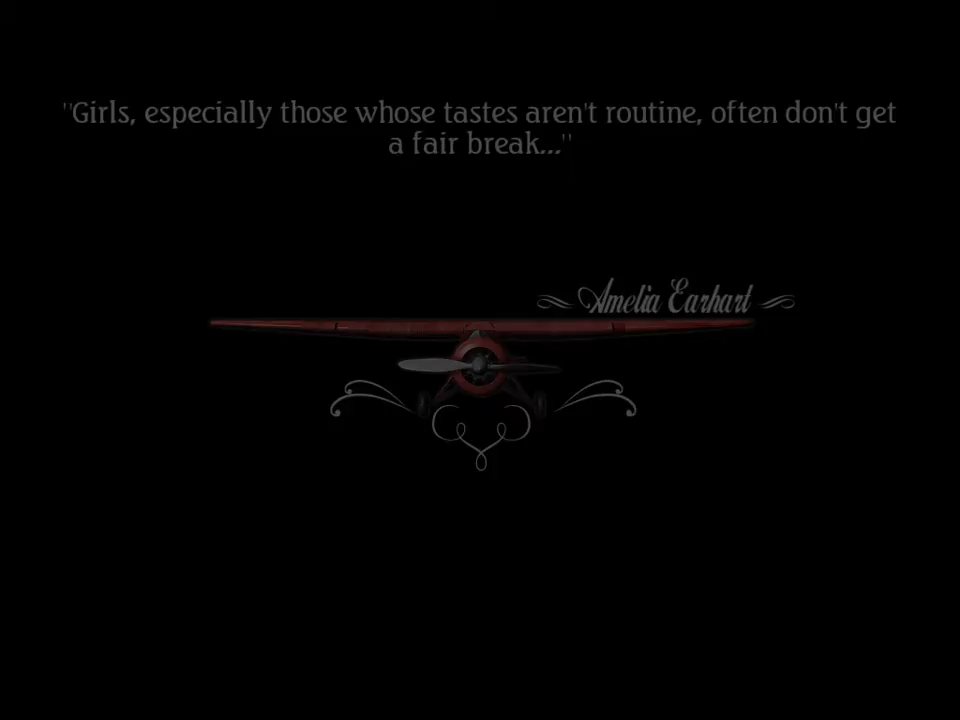 "Girls, especially those whose tastes aren't routine, often don't get
a fair break..."
Amelia Earhart